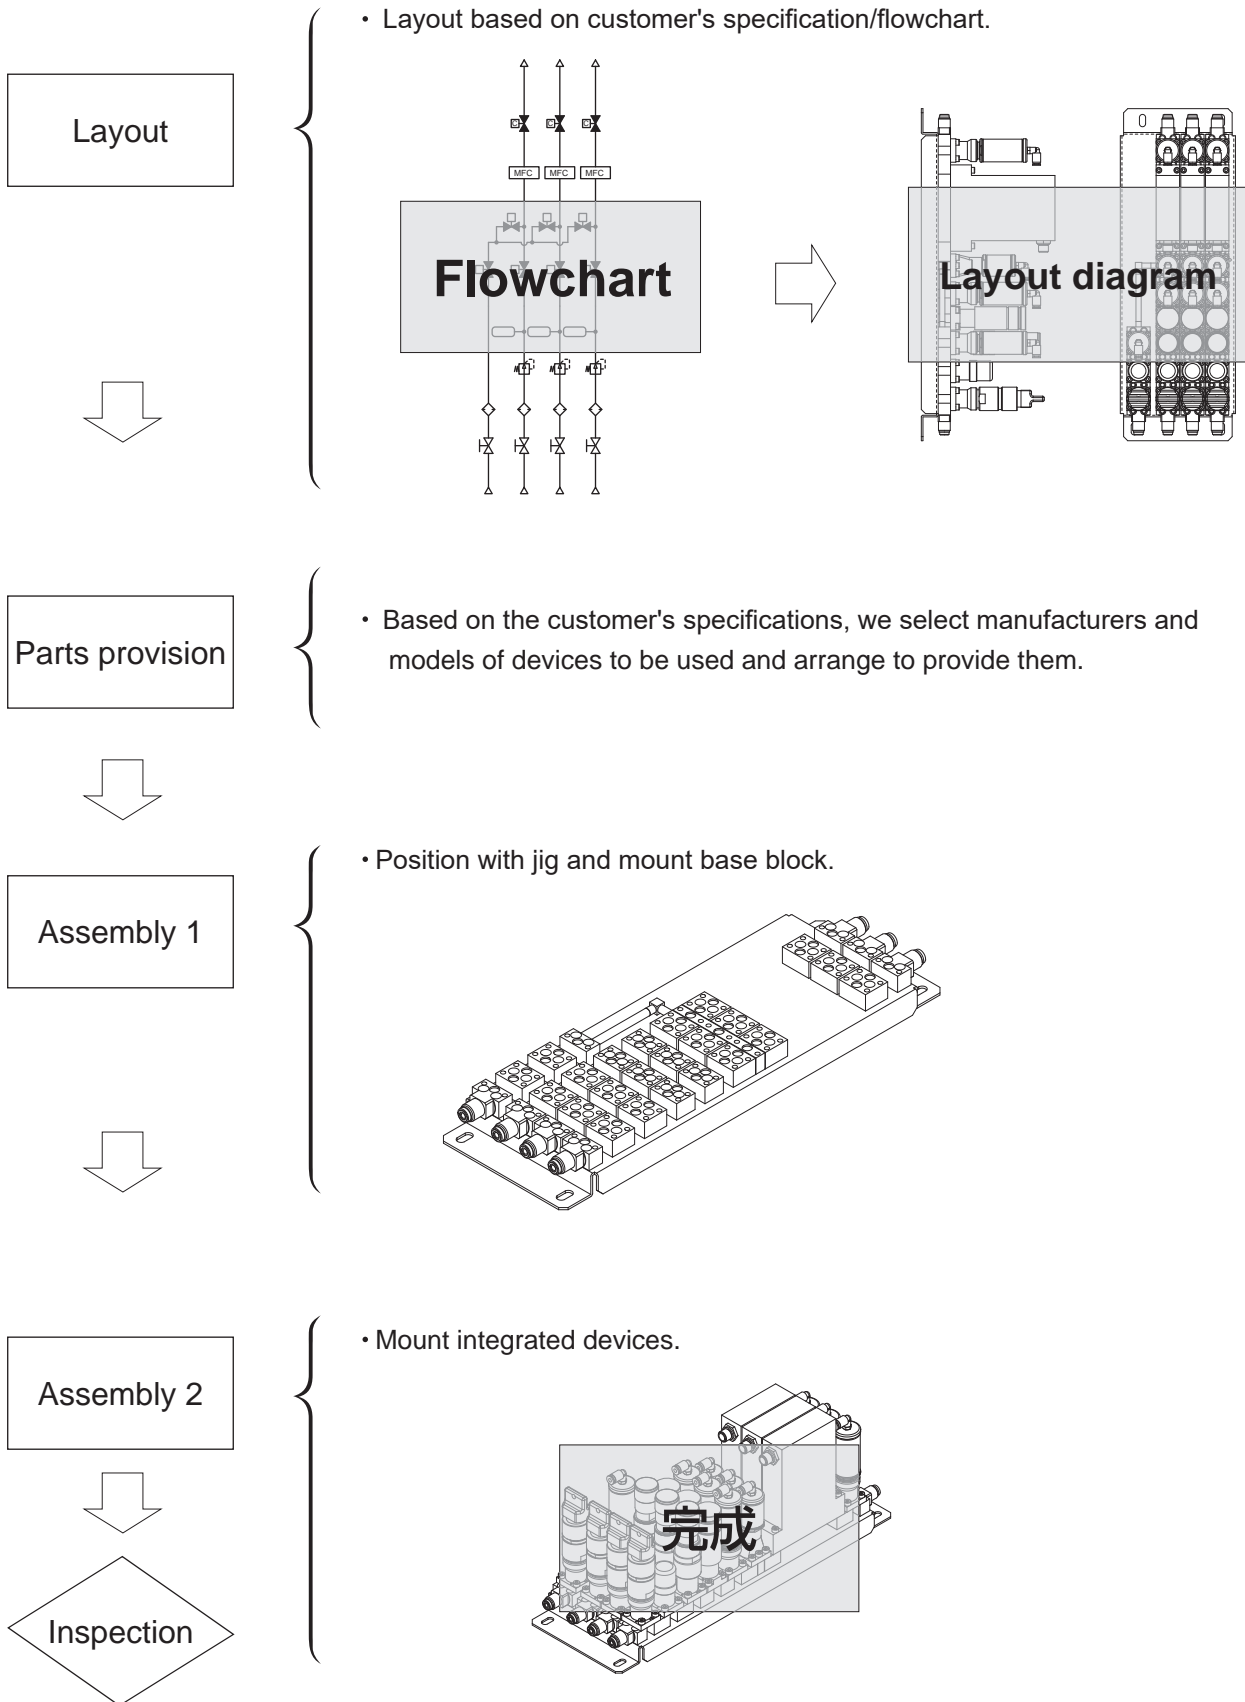 ・ Layout based on customer's specification/flowchart.
Layout
C C C
MFC MFC MFC
Flowchart
Layout diagram
Parts provision
・ Based on the customer's specifications, we select manufacturers and
models of devices to be used and arrange to provide them.
・Position with jig and mount base block.
Assembly 1
・Mount integrated devices.
Assembly 2
完成
Inspection